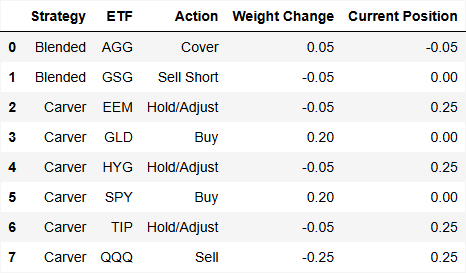 Strategy ETF Action Weight Change Current Position
0 Blended AGG Cover 0.05 -0.05
1 Blended GSG Sell Short -0.05 0.00
2 Carver EEM Hold/Adjust -0.05 0.25
3 Carver GLD Buy 0.20 0.00
4 Carver HYG Hold/Adjust -0.05 0.25
5 Carver SPY Buy 0.20 0.00
6 Carver TIP Hold/Adjust -0.05 0.25
7 Carver QQQ Sell -0.25 0.25